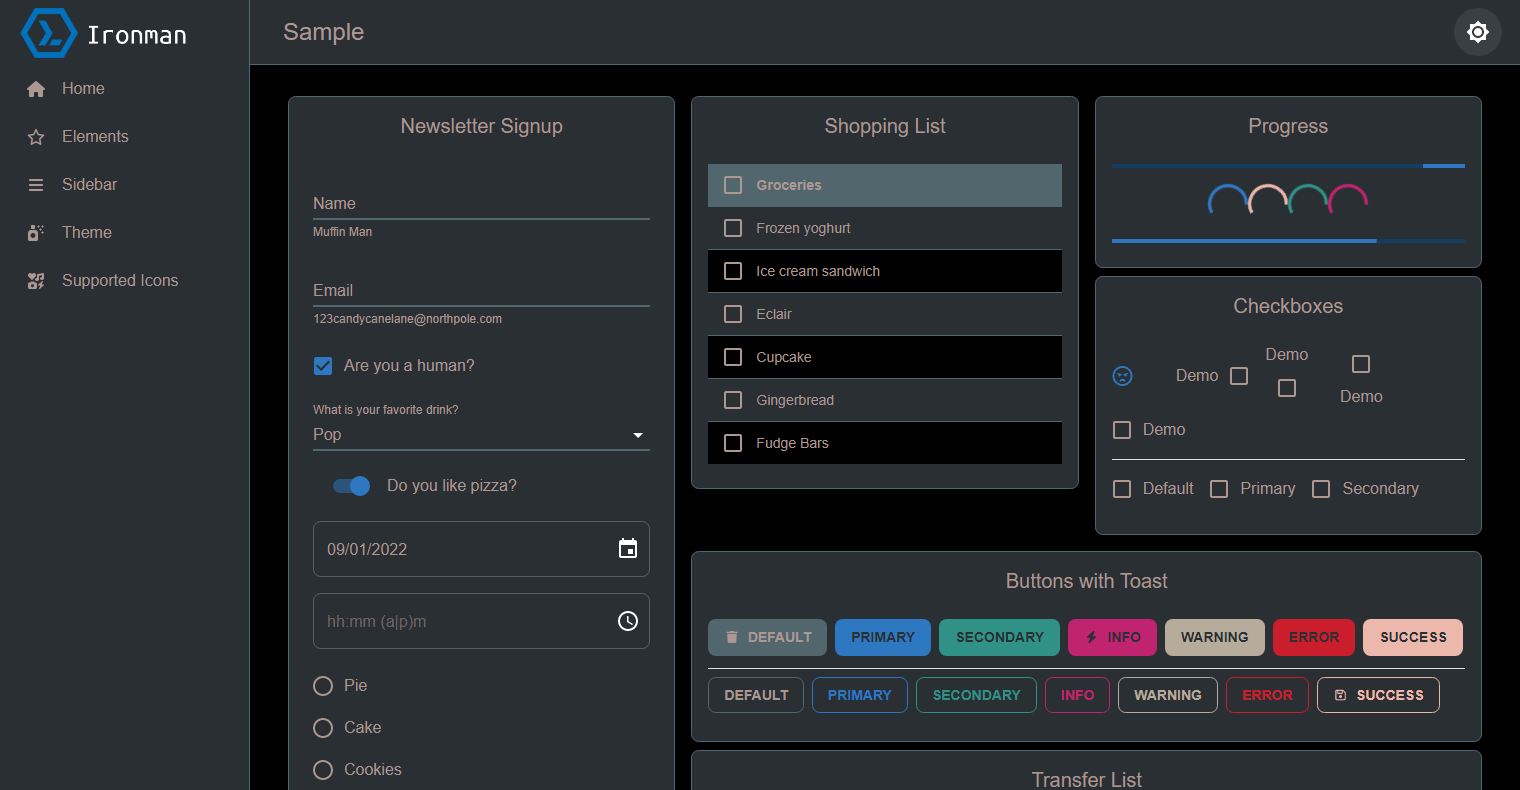 Ironman
Sample
Home
Elements
Sidebar
Theme
Supported Icons
Newsletter Signup
Name
Muffin Man
Email
123candycanelane@northpole.com
Are you a human?
What is your favorite drink?
Pop
Do you like pizza?
09/01/2022
hh:mm (a|p)m
Pie
Cake
Cookies
Shopping List
Groceries
Frozen yoghurt
Ice cream sandwich
Eclair
Cupcake
Gingerbread
Fudge Bars
Progress
Checkboxes
Demo
Demo
Demo
Demo
Default Primary Secondary
Buttons with Toast
DEFAULT PRIMARY SECONDARY INFO WARNING ERROR SUCCESS
DEFAULT PRIMARY SECONDARY INFO WARNING ERROR SUCCESS
Transfer List